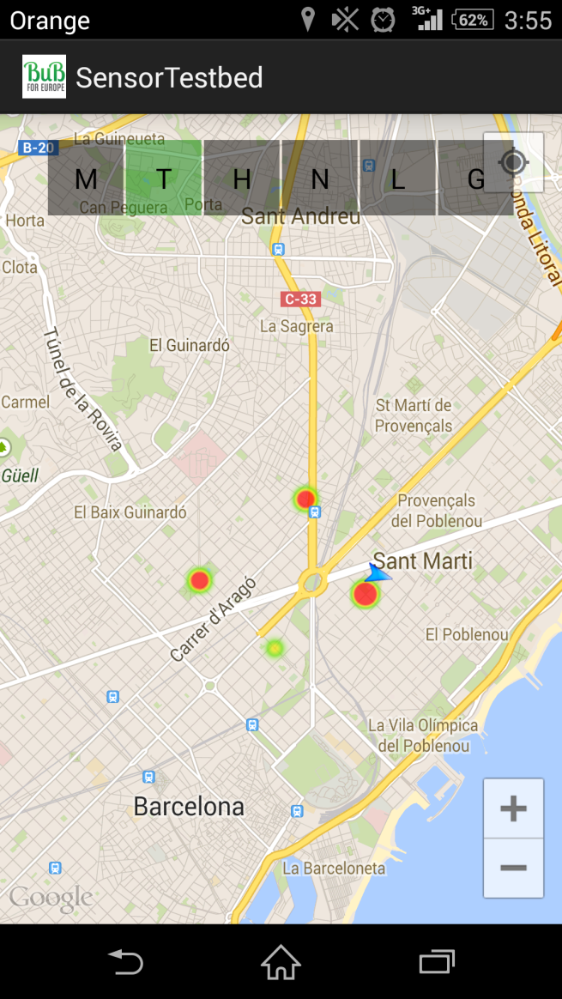 Orange
3G+
62%
3:55
BuB
FOR EUROPE
SensorTestbed
La Guineueta
B-20
M T H N L G
Can Peguera
Porta
Horta
Sant Andreu
Ronda Litoral
Clota
C-33
La Sagrera
El Guinardó
Túnel de la Rovira
Carmel
St Martí de
Provençals
Güell
El Baix Guinardó
Provençals
del Poblenou
Sant Marti
Carrer d'Aragó
El Poblenou
La Vila Olímpica
del Poblenou
Barcelona
La Barceloneta
Google